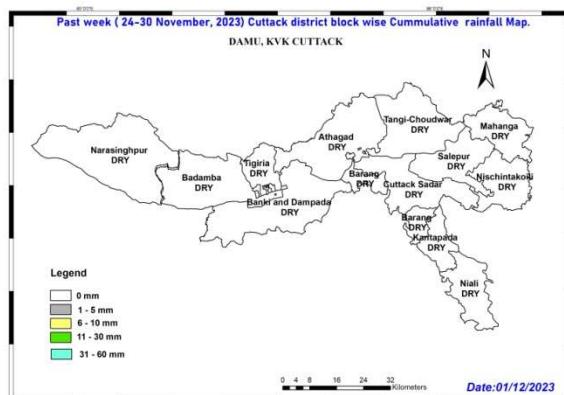 Past week ( 24-30 November, 2023) Cuttack district block wise Cummulative rainfall Map.
DAMU, KVK CUTTACK
N
Tangi-Choudwar
DRY
Mahanga
DRY
Athagad
DRY
Narasinghpur
DRY
Salepur
DRY
Tigiria
DRY
Badamba
DRY
Barang
DRY
Nischintakoili
DRY
Cuttack Sadar
DRY
Banki and Dampada
DRY
Barang
DRY
Kantapada
DRY
Niali
DRY
Legend
0 mm
1 - 5 mm
6 - 10 mm
11 - 30 mm
31 - 60 mm
0 4 8 16 24 32
Kilometers
Date:01/12/2023